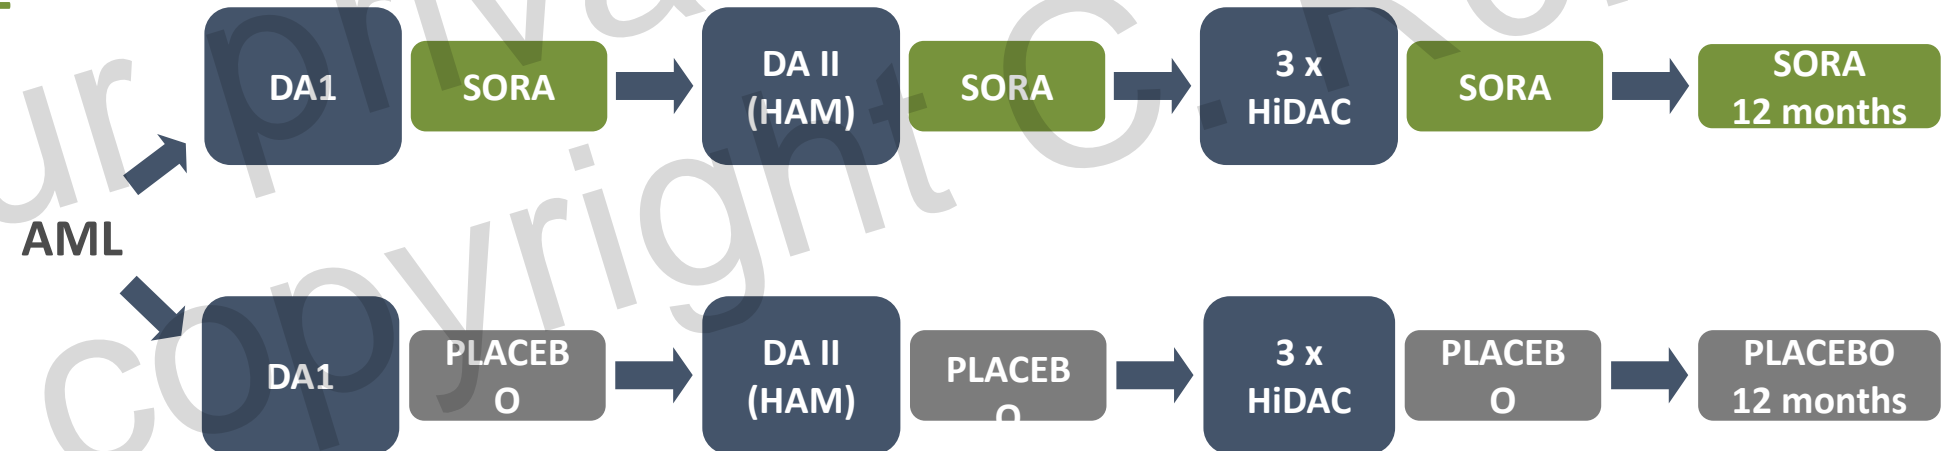 DA1
SORA
DA II
(HAM)
SORA
3 x
HiDAC
SORA
SORA
12 months
AML
DA1
PLACEB
O
DA II
(HAM)
PLACEB
O
3 x
HiDAC
PLACEB
O
PLACEBO
12 months
copyright C.